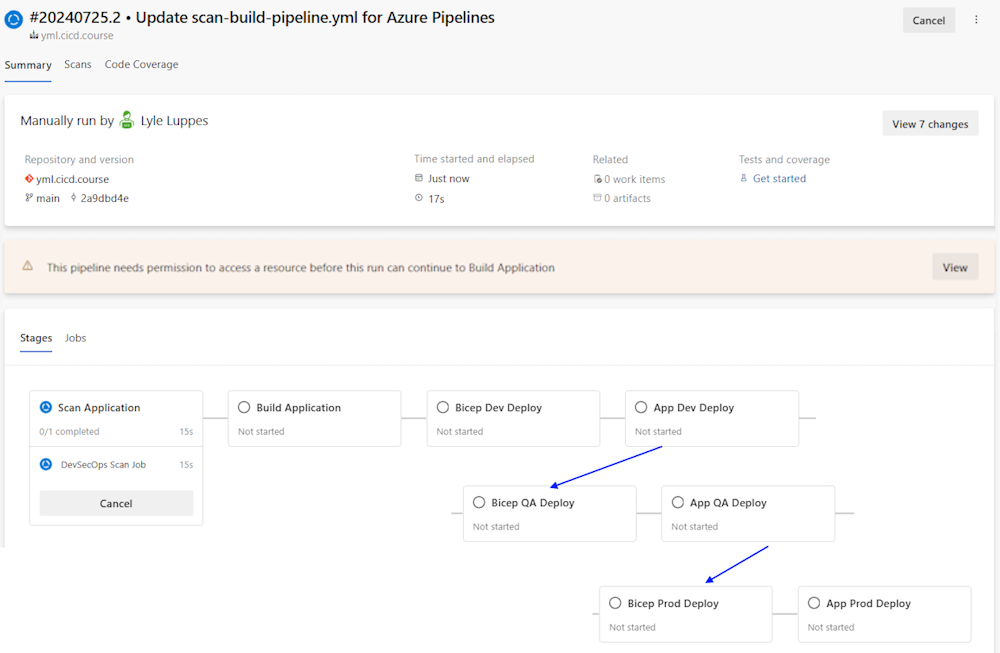 #20240725.2 • Update scan-build-pipeline.yml for Azure Pipelines
Cancel
yml.cicd.course
Summary Scans Code Coverage
Manually run by Lyle Luppes
View 7 changes
Repository and version
Time started and elapsed
Related
Tests and coverage
yml.cicd.course
Just now
0 work items
Get started
main 2a9dbd4e
17s
0 artifacts
This pipeline needs permission to access a resource before this run can continue to Build Application
View
Stages Jobs
Scan Application
0/1 completed 15s
DevSecOps Scan Job 15s
Cancel
Build Application
Not started
Bicep Dev Deploy
Not started
App Dev Deploy
Not started
Bicep QA Deploy
Not started
App QA Deploy
Not started
Bicep Prod Deploy
Not started
App Prod Deploy
Not started